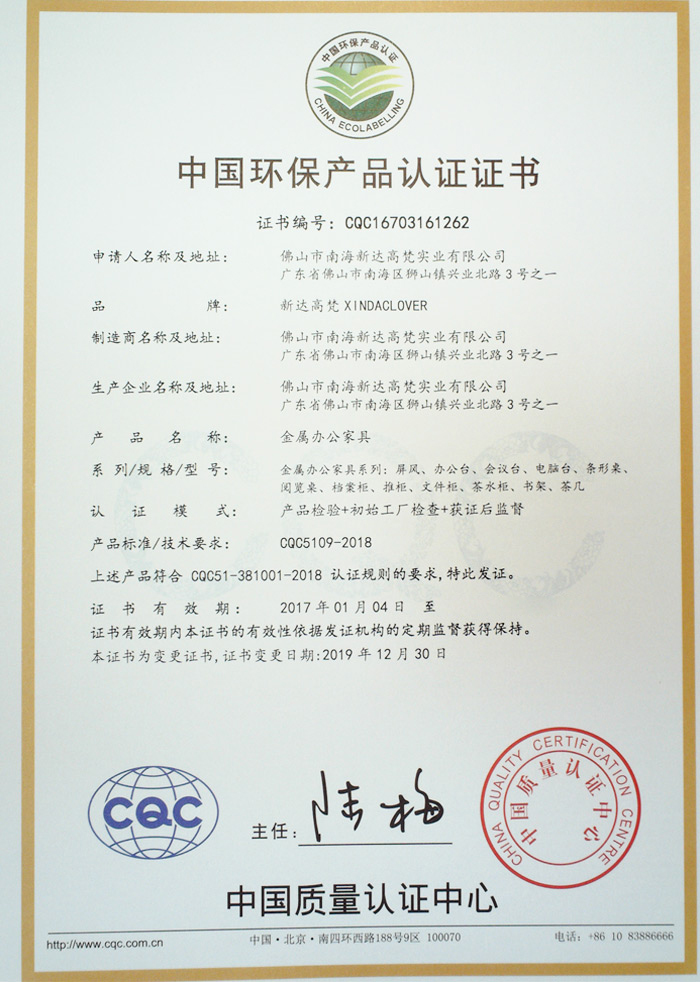 中国环保产品认证
CHINA ECOLABELLING
中国环保产品认证证书
证书编号：CQC16703161262
申请人名称及地址：
佛山市南海新达高梵实业有限公司
广东省佛山市南海区狮山镇兴业北路 3 号之一
品 牌：
新达高梵 XINDACLOVER
制造商名称及地址：
佛山市南海新达高梵实业有限公司
广东省佛山市南海区狮山镇兴业北路 3 号之一
生产企业名称及地址：
佛山市南海新达高梵实业有限公司
广东省佛山市南海区狮山镇兴业北路 3 号之一
产 品 名 称：
金属办公家具
系 列/规 格/型 号：
金属办公家具系列：屏风、办公台、会议台、电脑台、条形桌、
阅览桌、档案柜、推柜、文件柜、茶水柜、书架、茶几
认 证 模 式：
产品检验+初始工厂检查+获证后监督
产品标准/技术要求：
CQC5109-2018
上述产品符合 CQC51-381001-2018 认证规则的要求,特此发证。
证 书 有 效 期：
2017 年 01 月 04 日 至
证书有效期内本证书的有效性依据发证机构的定期监督获得保持。
本证书为变更证书,证书变更日期:2019 年 12 月 30 日
CQC
主任：
陆梅
CHINA QUALITY CERTIFICATION CENTRE
中国质量认证中心
中国质量认证中心
http://www.cqc.com.cn
中国·北京·南四环西路188号9区 100070
电话：+86 10 83886666